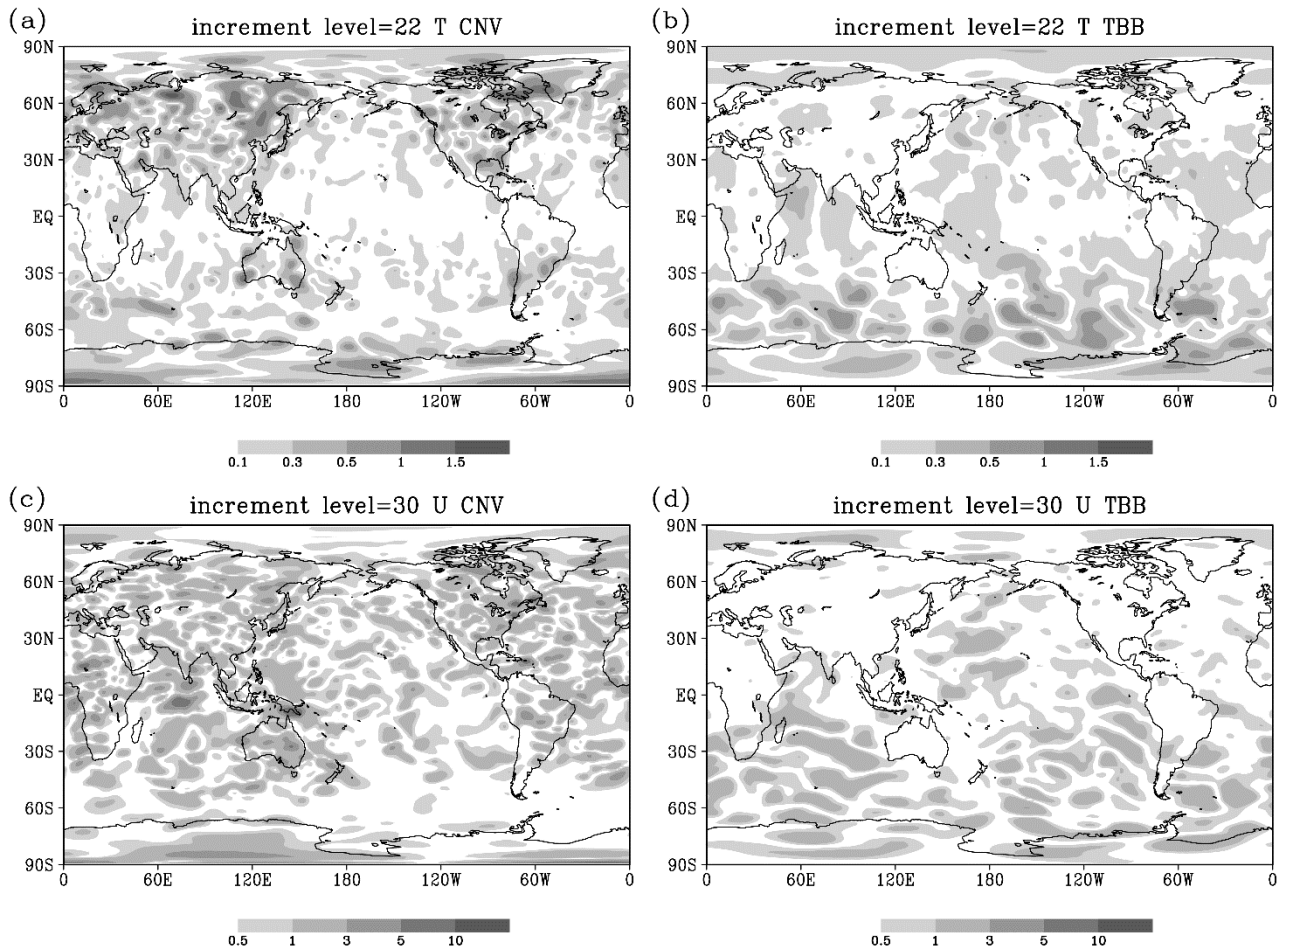 (a)
increment level=22 T CNV
90N
60N
30N
EQ
30S
60S
90S
0 60E 120E 180 120W 60W 0
0.1 0.3 0.5 1 1.5
(b)
increment level=22 T TBB
90N
60N
30N
EQ
30S
60S
90S
0 60E 120E 180 120W 60W 0
0.1 0.3 0.5 1 1.5
(c)
increment level=30 U CNV
90N
60N
30N
EQ
30S
60S
90S
0 60E 120E 180 120W 60W 0
0.5 1 3 5 10
(d)
increment level=30 U TBB
90N
60N
30N
EQ
30S
60S
90S
0 60E 120E 180 120W 60W 0
0.5 1 3 5 10